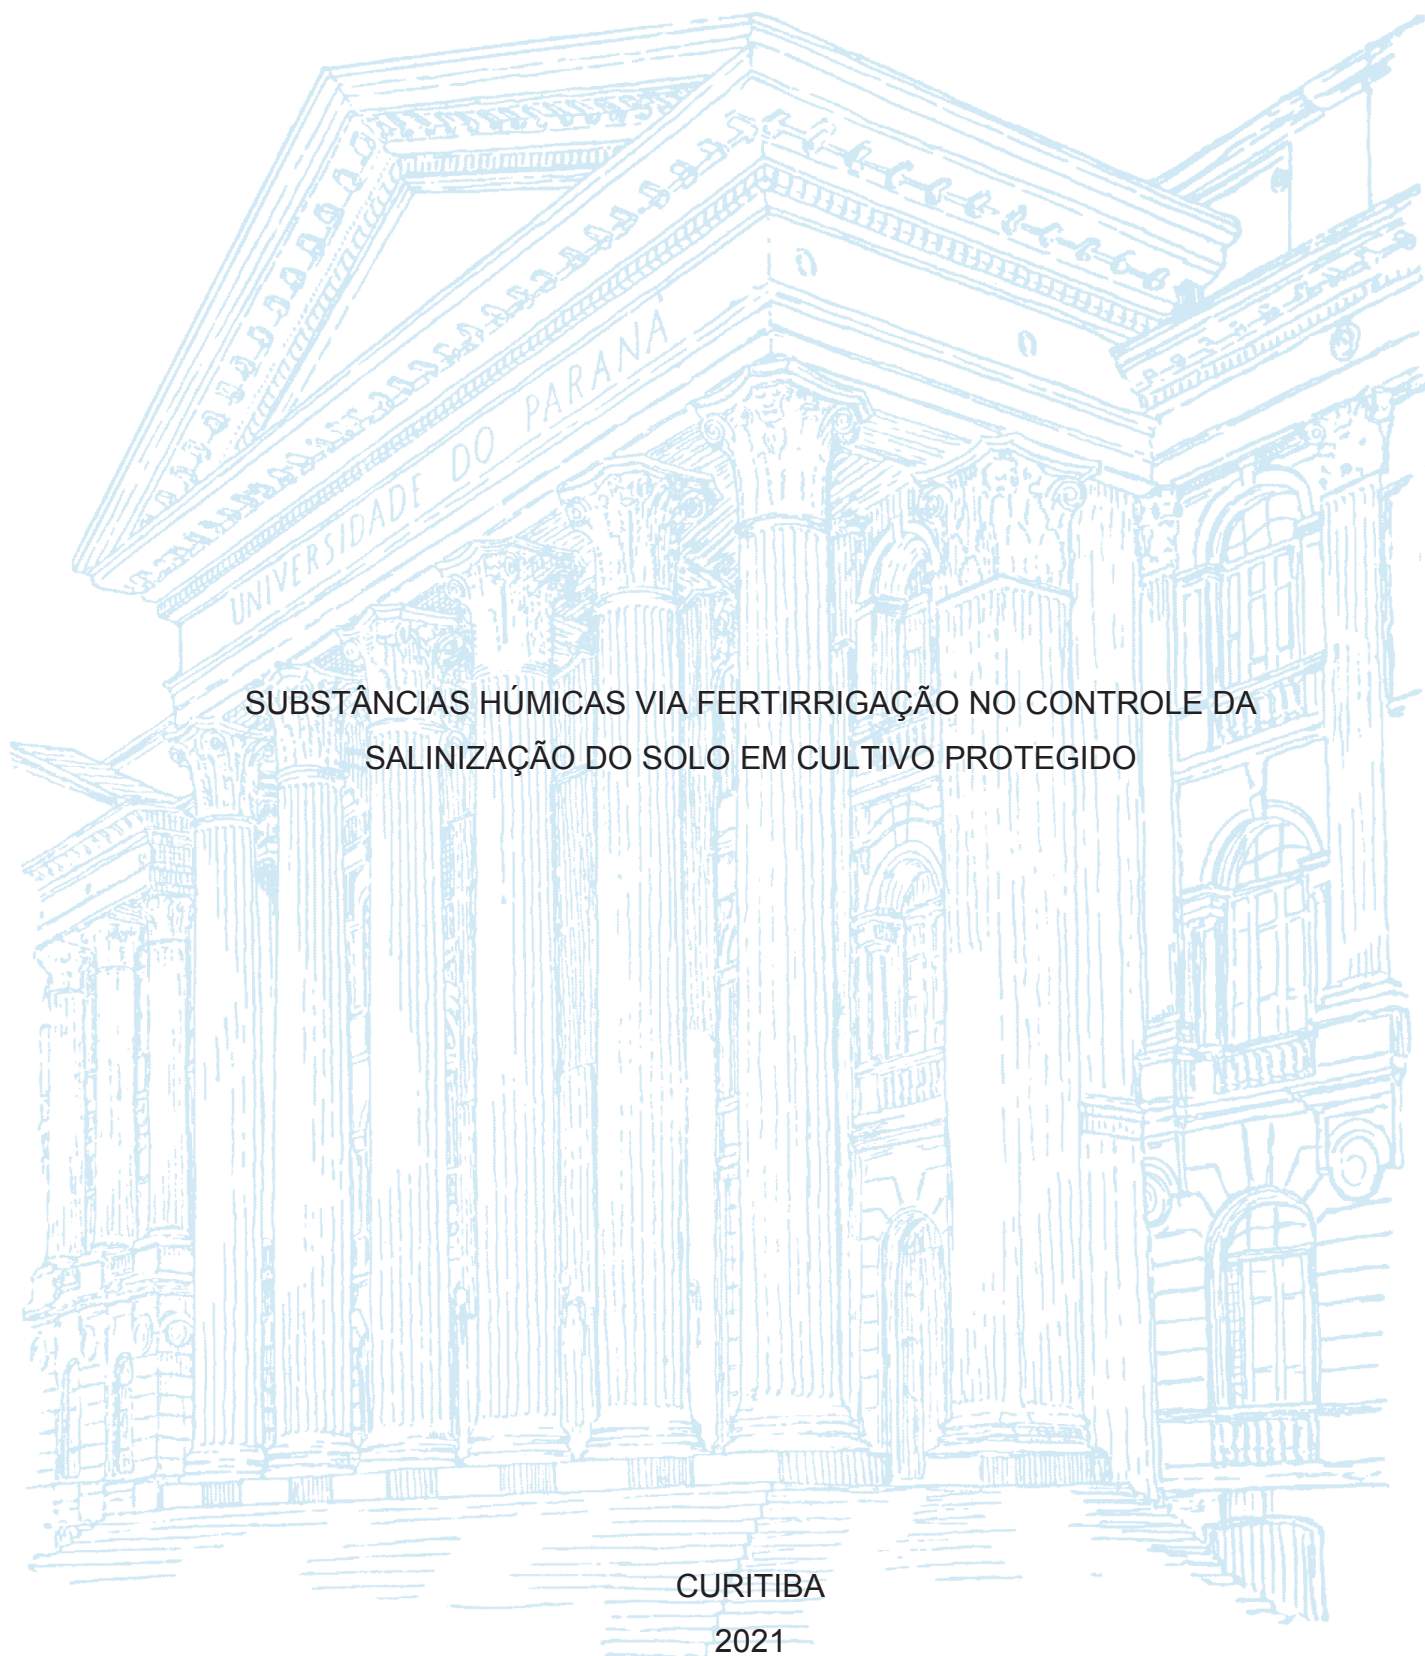 UNIVERSIDADE DO PARANÁ
SUBSTÂNCIAS HÚMICAS VIA FERTIRRIGAÇÃO NO CONTROLE DA
SALINIZAÇÃO DO SOLO EM CULTIVO PROTEGIDO
CURITIBA
2021